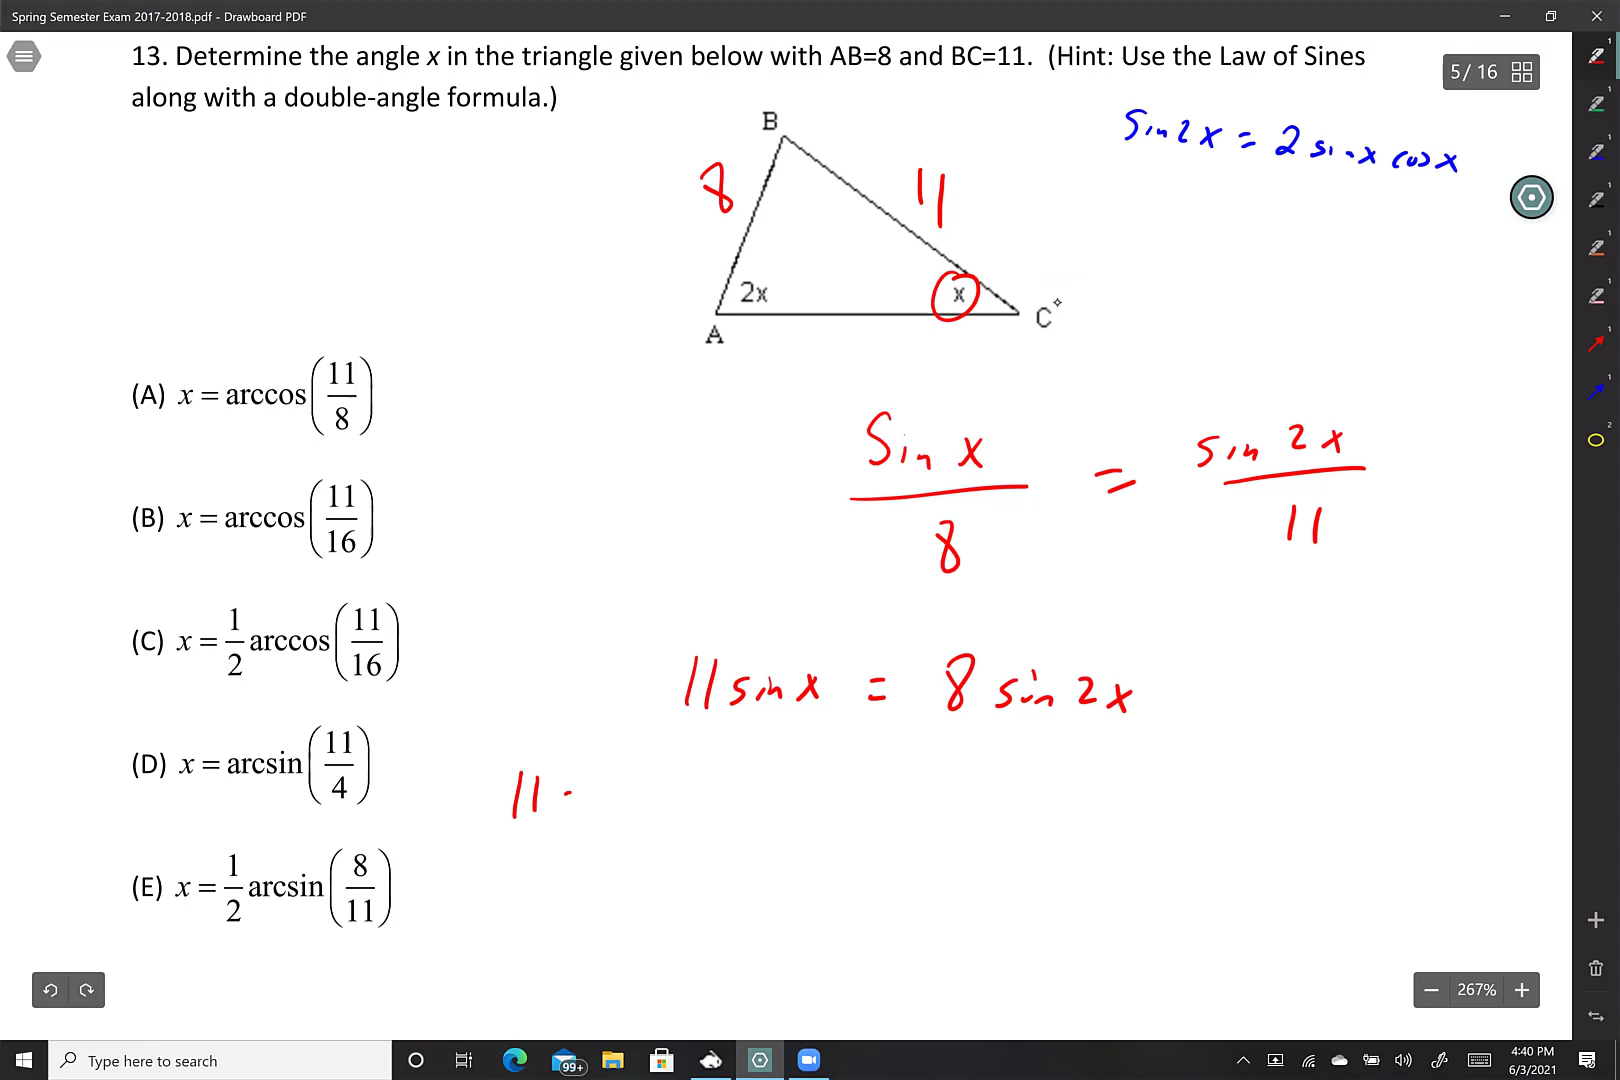 Spring Semester Exam 2017-2018.pdf - Drawboard PDF
13. Determine the angle x in the triangle given below with AB=8 and BC=11. (Hint: Use the Law of Sines
along with a double-angle formula.)
5 / 16
sin2x = 2 sinx cosx
B
8
11
2x
x
A
C
(A) x = arccos(11/8)
(B) x = arccos(11/16)
(C) x = 1/2 arccos(11/16)
(D) x = arcsin(11/4)
(E) x = 1/2 arcsin(8/11)
Sin x / 8 = sin 2x / 11
11 sin x = 8 sin 2x
11 -
267%
Type here to search
99+
4:40 PM
6/3/2021